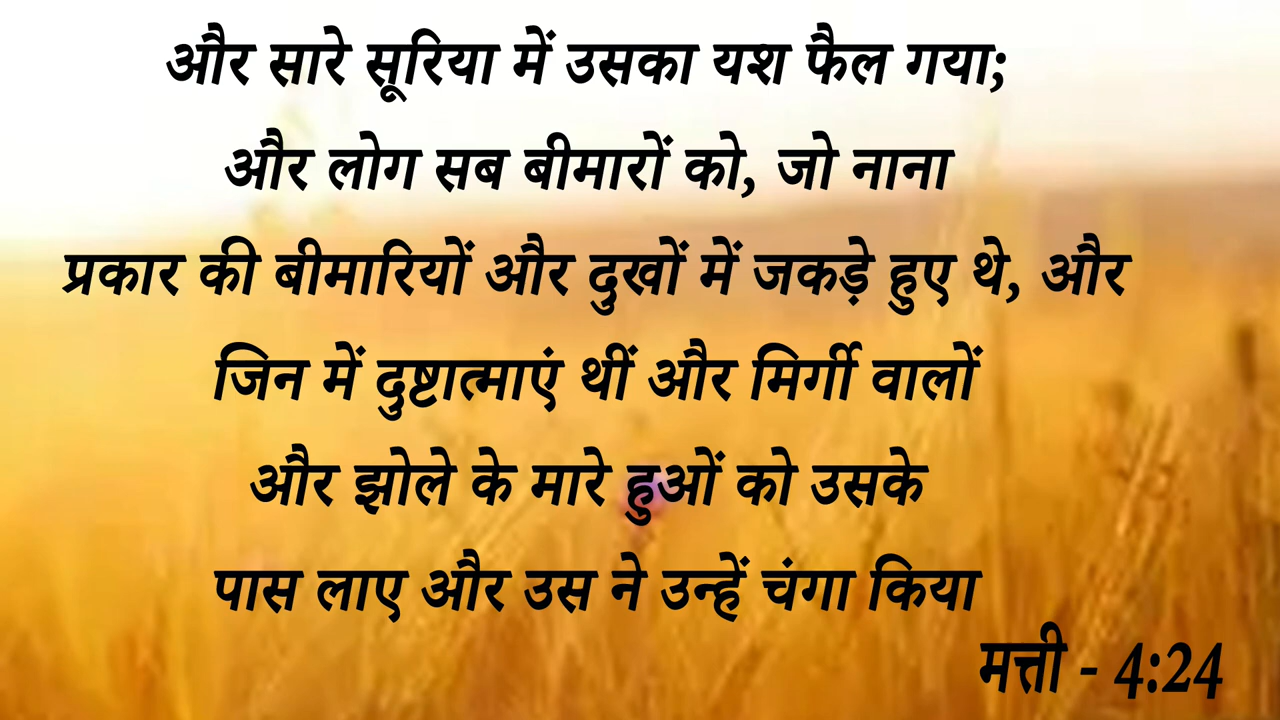 और सारे सूरिया में उसका यश फैल गया;
और लोग सब बीमारों को, जो नाना
प्रकार की बीमारियों और दुखों में जकड़े हुए थे, और
जिन में दुष्टात्माएं थीं और मिर्गी वालों
और झोले के मारे हुओं को उसके
पास लाए और उस ने उन्हें चंगा किया
मत्ती - 4:24